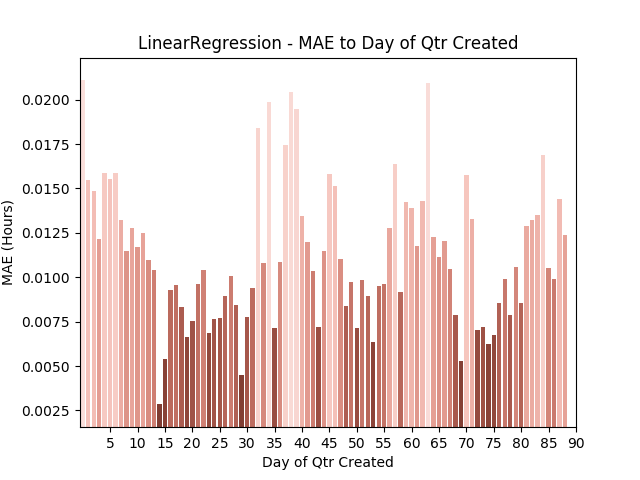 LinearRegression - MAE to Day of Qtr Created
MAE (Hours)
0.0200
0.0175
0.0150
0.0125
0.0100
0.0075
0.0050
0.0025
5 10 15 20 25 30 35 40 45 50 55 60 65 70 75 80 85 90
Day of Qtr Created